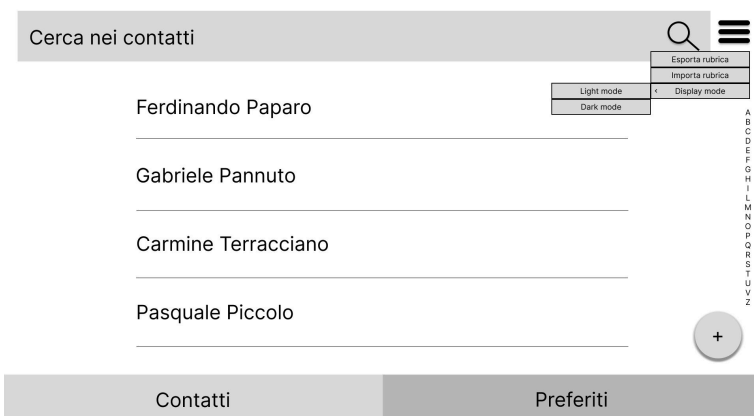 Cerca nei contatti
Esporta rubrica
Importa rubrica
< Display mode
Light mode
Dark mode
Ferdinando Paparo
Gabriele Pannuto
Carmine Terracciano
Pasquale Piccolo
A
B
C
D
E
F
G
H
I
L
M
N
O
P
Q
R
S
T
U
V
Z
+
Contatti
Preferiti